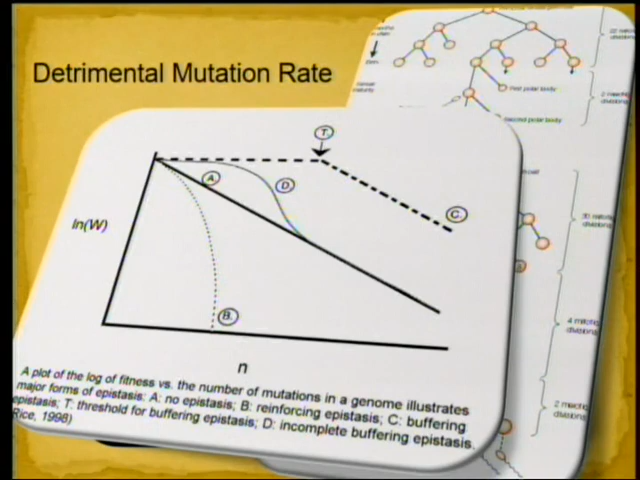 Detrimental Mutation Rate
T.
A.
D.
C.
B.
ln(W)
n
A plot of the log of fitness vs. the number of mutations in a genome illustrates
major forms of epistasis: A: no epistasis; B: reinforcing epistasis; C: buffering
epistasis; T: threshold for buffering epistasis; D: incomplete buffering epistasis.
Rice, 1998)
First polar body
Second polar body
divisions
2 meiotic
divisions
divisions
4 mitotic
divisions
2 meiotic
divisions